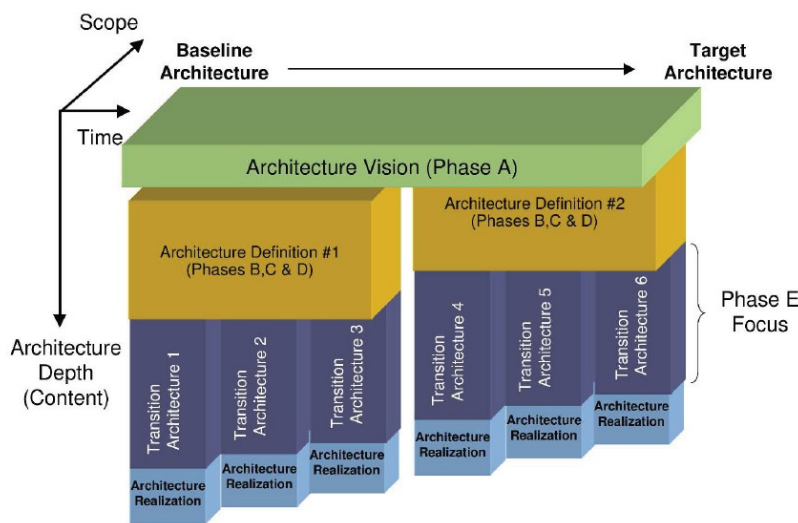 Scope
Baseline
Architecture
Target
Architecture
Time
Architecture Vision (Phase A)
Architecture Definition #1
(Phases B,C & D)
Architecture Definition #2
(Phases B,C & D)
Transition
Architecture 1
Transition
Architecture 2
Transition
Architecture 3
Transition
Architecture 4
Transition
Architecture 5
Transition
Architecture 6
Phase E
Focus
Architecture
Depth
(Content)
Architecture
Realization
Architecture
Realization
Architecture
Realization
Architecture
Realization
Architecture
Realization
Architecture
Realization